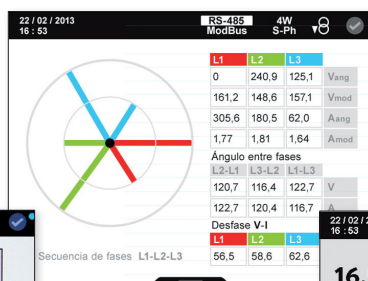 22 / 02 / 2013 RS-485 4W
16 : 53 ModBus S-Ph
L1 L2 L3
0 240,9 125,1 Vang
161,2 148,6 157,1 Vmod
305,6 180,5 62,0 Aang
1,77 1,81 1,64 Amod
Ángulo entre fases
L2-L1 L3-L2 L1-L3
120,7 116,4 122,7 V
122,7 120,4 116,7 A
Desfase V-I
L1 L2 L3
56,5 58,6 62,6
Secuencia de fases L1-L2-L3
22 / 02 / 2
16 : 53
16.